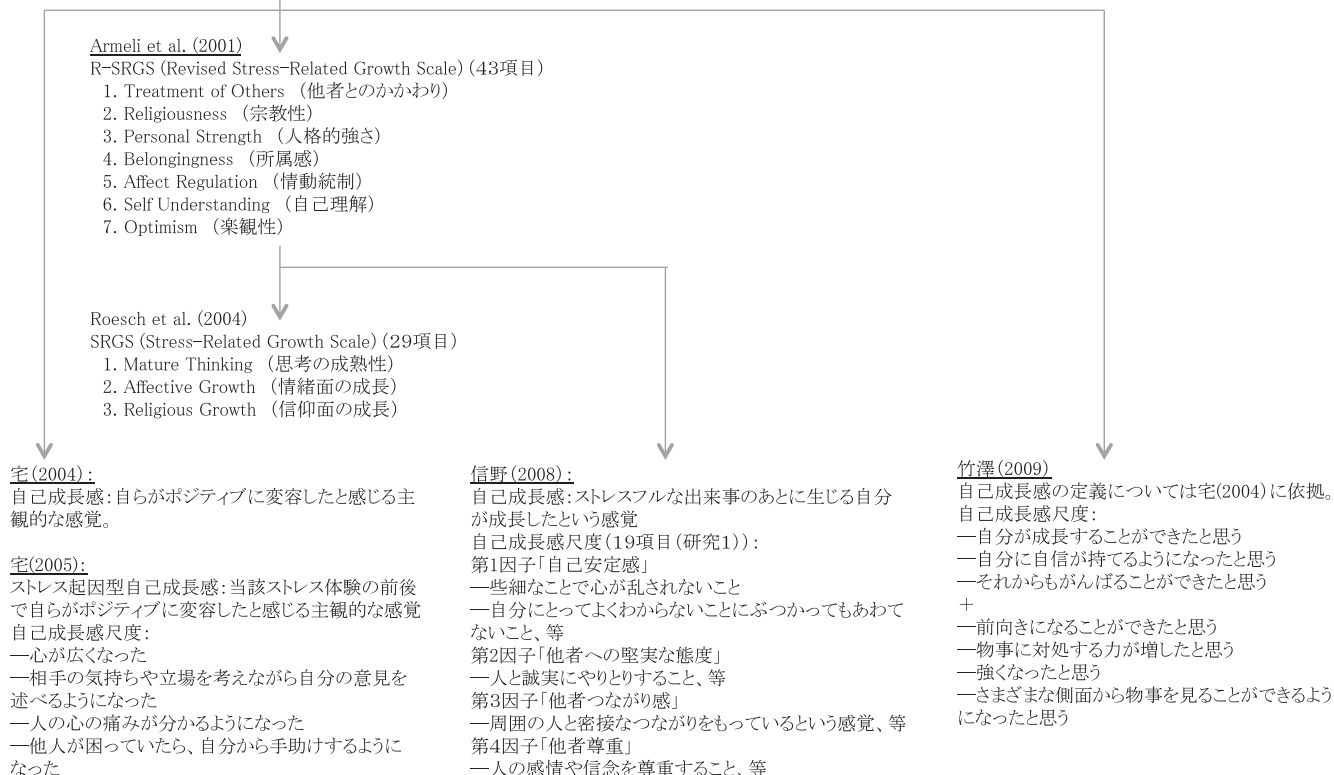 Armeli et al. (2001)
R-SRGS (Revised Stress-Related Growth Scale) (43項目)
1. Treatment of Others （他者とのかかわり）
2. Religiousness （宗教性）
3. Personal Strength （人格的強さ）
4. Belongingness （所属感）
5. Affect Regulation （情動統制）
6. Self Understanding （自己理解）
7. Optimism （楽観性）
Roesch et al. (2004)
SRGS (Stress-Related Growth Scale) (29項目)
1. Mature Thinking （思考の成熟性）
2. Affective Growth （情緒面の成長）
3. Religious Growth （信仰面の成長）
宅(2004)：
自己成長感：自らがポジティブに変容したと感じる主
観的な感覚。
宅(2005)：
ストレス起因型自己成長感：当該ストレス体験の前後
で自らがポジティブに変容したと感じる主観的な感覚
自己成長感尺度：
―心が広くなった
―相手の気持ちや立場を考えながら自分の意見を
述べるようになった
―人の心の痛みが分かるようになった
―他人が困っていたら、自分から手助けするように
なった
信野(2008)：
自己成長感：ストレスフルな出来事のあとに生じる自分
が成長したという感覚
自己成長感尺度(19項目(研究1))：
第1因子「自己安定感」
―些細なことで心が乱されないこと
―自分にとってよくわからないことにぶつかってもあわて
ないこと、等
第2因子「他者への堅実な態度」
―人と誠実にやりとりすること、等
第3因子「他者つながり感」
―周囲の人と密接なつながりをもっているという感覚、等
第4因子「他者尊重」
―人の感情や信念を尊重すること、等
竹澤(2009)
自己成長感の定義については宅(2004)に依拠。
自己成長感尺度：
―自分が成長することができたと思う
―自分に自信が持てるようになったと思う
―それからもがんばることができたと思う
＋
―前向きになることができたと思う
―物事に対処する力が増したと思う
―強くなったと思う
―さまざまな側面から物事を見ることができるよう
になったと思う